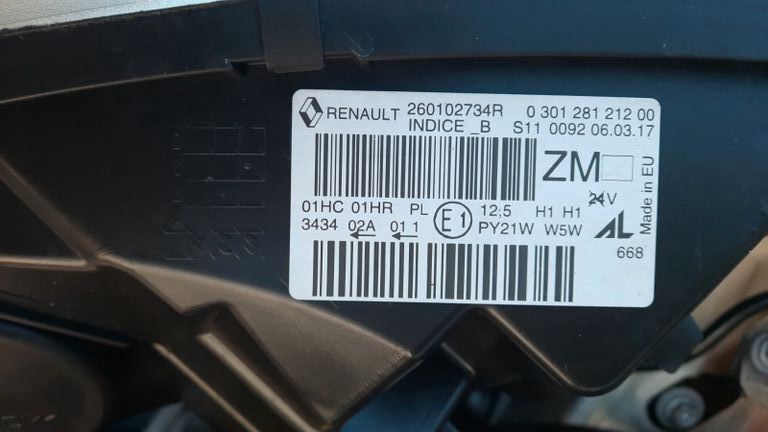 RENAULT 260102734R 0 301 281 212 00
INDICE _B S11 0092 06.03.17
ZM
24V
Made in EU
01HC 01HR PL E1 12,5 H1 H1
3434 02A 01 1 PY21W W5W AL
668